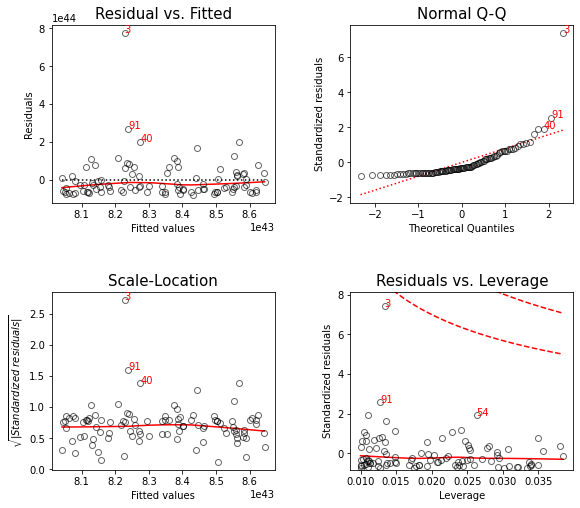 Residual vs. Fitted
1e44
8
6
4
2
0
Residuals
3
91
40
8.1 8.2 8.3 8.4 8.5 8.6
Fitted values
1e43
Normal Q-Q
6
4
2
0
−2
Standardized residuals
3
91
40
−2 −1 0 1 2
Theoretical Quantiles
Scale-Location
2.5
2.0
1.5
1.0
0.5
0.0
√|Standardized residuals|
3
91
40
8.1 8.2 8.3 8.4 8.5 8.6
Fitted values
1e43
Residuals vs. Leverage
8
6
4
2
0
Standardized residuals
3
91
54
0.010 0.015 0.020 0.025 0.030 0.035
Leverage